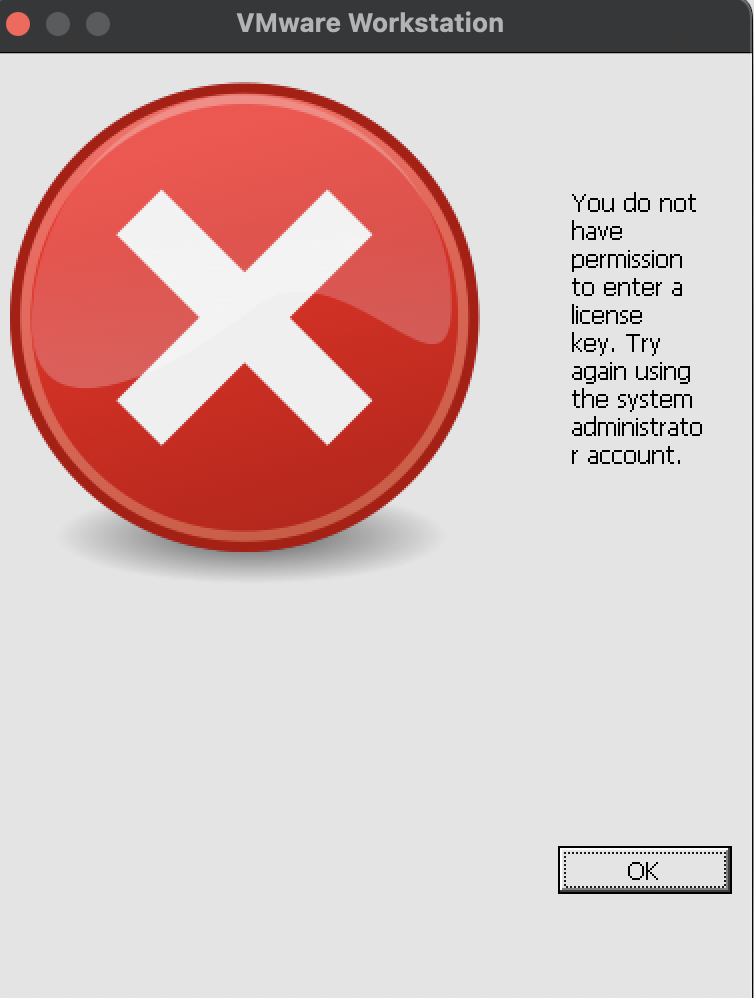 VMware Workstation
You do not
have
permission
to enter a
license
key. Try
again using
the system
administrato
r account.
OK